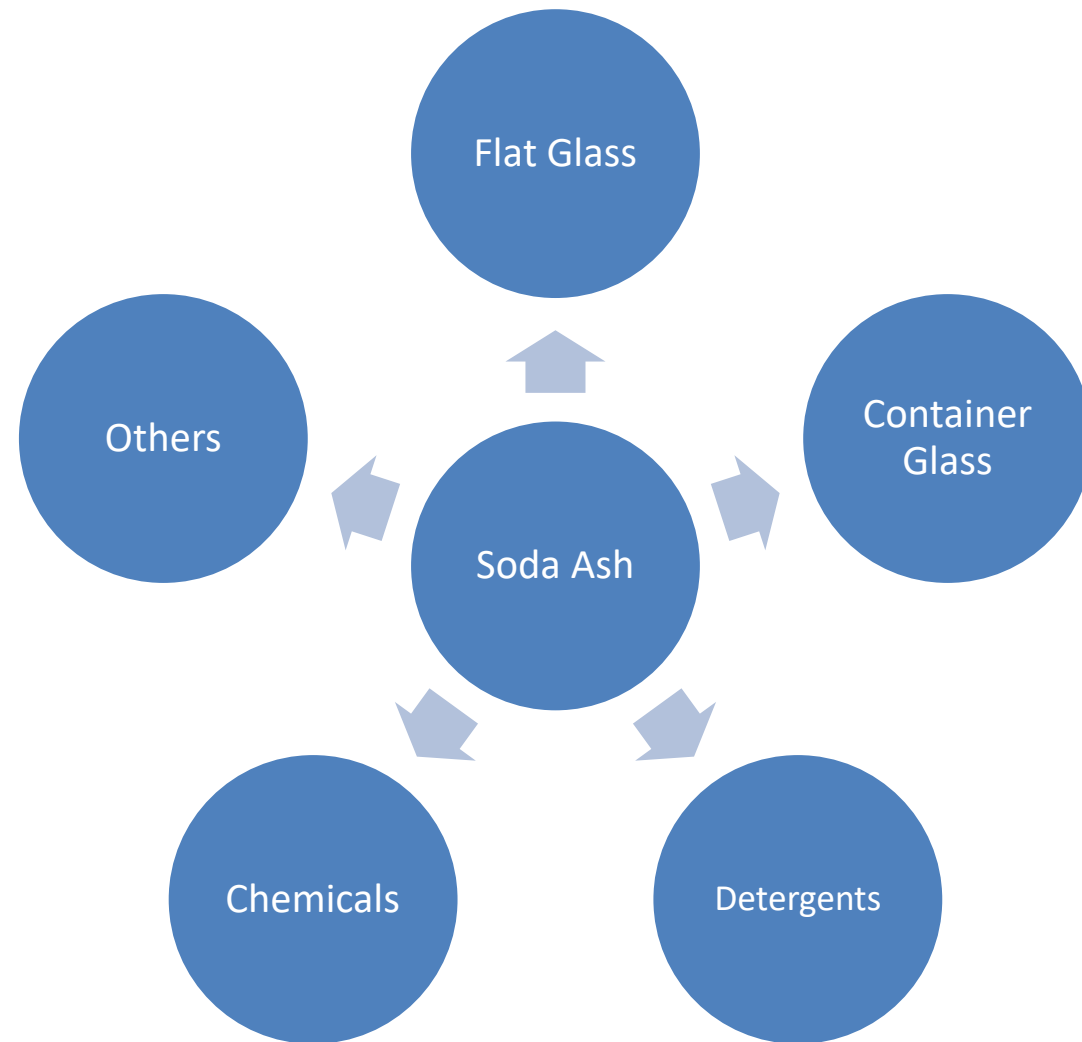 Flat Glass
Others
Container
Glass
Soda Ash
Chemicals
Detergents